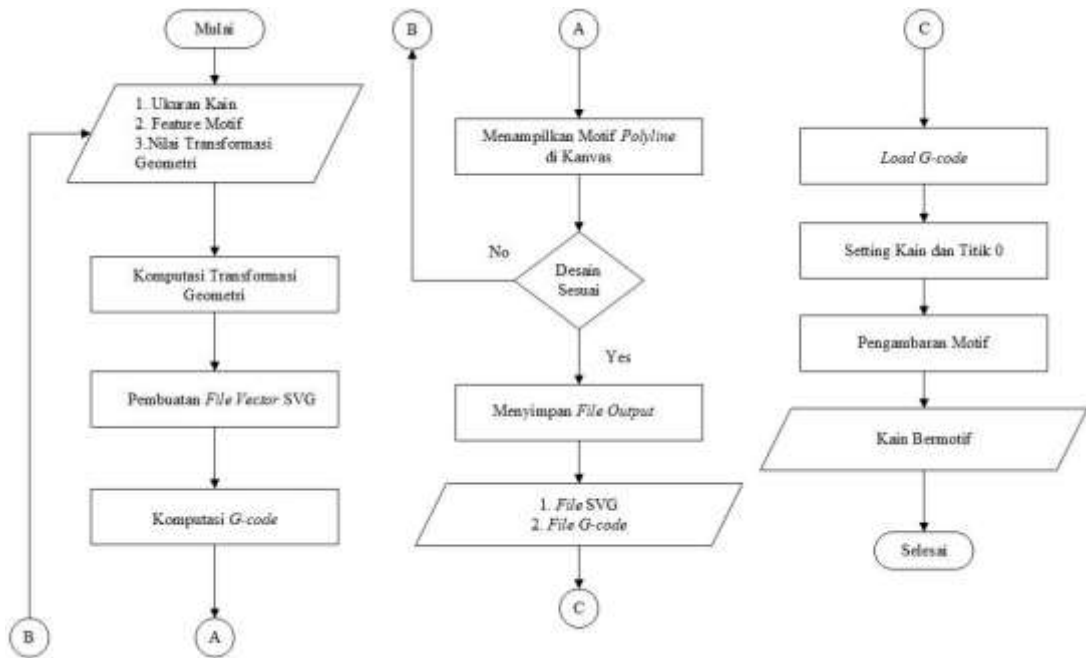 Mulai
1. Ukuran Kain
2. Feature Motif
3.Nilai Transformasi
Geometri
Komputasi Transformasi
Geometri
Pembuatan File Vector SVG
Komputasi G-code
B
A
B
A
Menampilkan Motif Polyline
di Kanvas
No
Desain
Sesuai
Yes
Menyimpan File Output
1. File SVG
2. File G-code
C
C
Load G-code
Setting Kain dan Titik 0
Pengambaran Motif
Kain Bermotif
Selesai